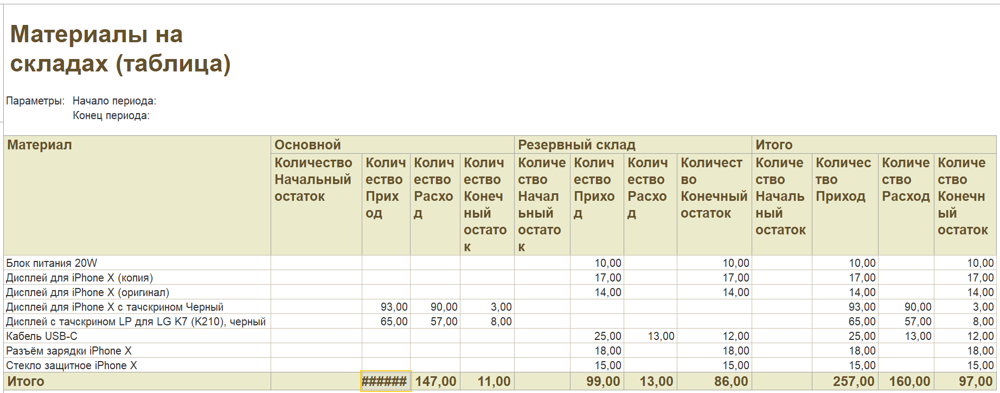 Материалы на
складах (таблица)
Параметры: Начало периода:
Конец периода:
Материал Основной Резервный склад Итого
Количество Начальный остаток Количество Приход Количество Расход Количество Конечный остаток Количество Начальный остаток Количество Приход Количество Расход Количество Конечный остаток Количество Начальный остаток Количество Приход Количество Расход Количество Конечный остаток
Блок питания 20W 10,00 10,00 10,00 10,00
Дисплей для iPhone X (копия) 17,00 17,00 17,00 17,00
Дисплей для iPhone X (оригинал) 14,00 14,00 14,00 14,00
Дисплей для iPhone X с тачскрином Черный 93,00 90,00 3,00 93,00 90,00 3,00
Дисплей с тачскрином LP для LG K7 (K210), черный 65,00 57,00 8,00 65,00 57,00 8,00
Кабель USB-C 25,00 13,00 12,00 25,00 13,00 12,00
Разъём зарядки iPhone X 18,00 18,00 18,00 18,00
Стекло защитное iPhone X 15,00 15,00 15,00 15,00
Итого ###### 147,00 11,00 99,00 13,00 86,00 257,00 160,00 97,00